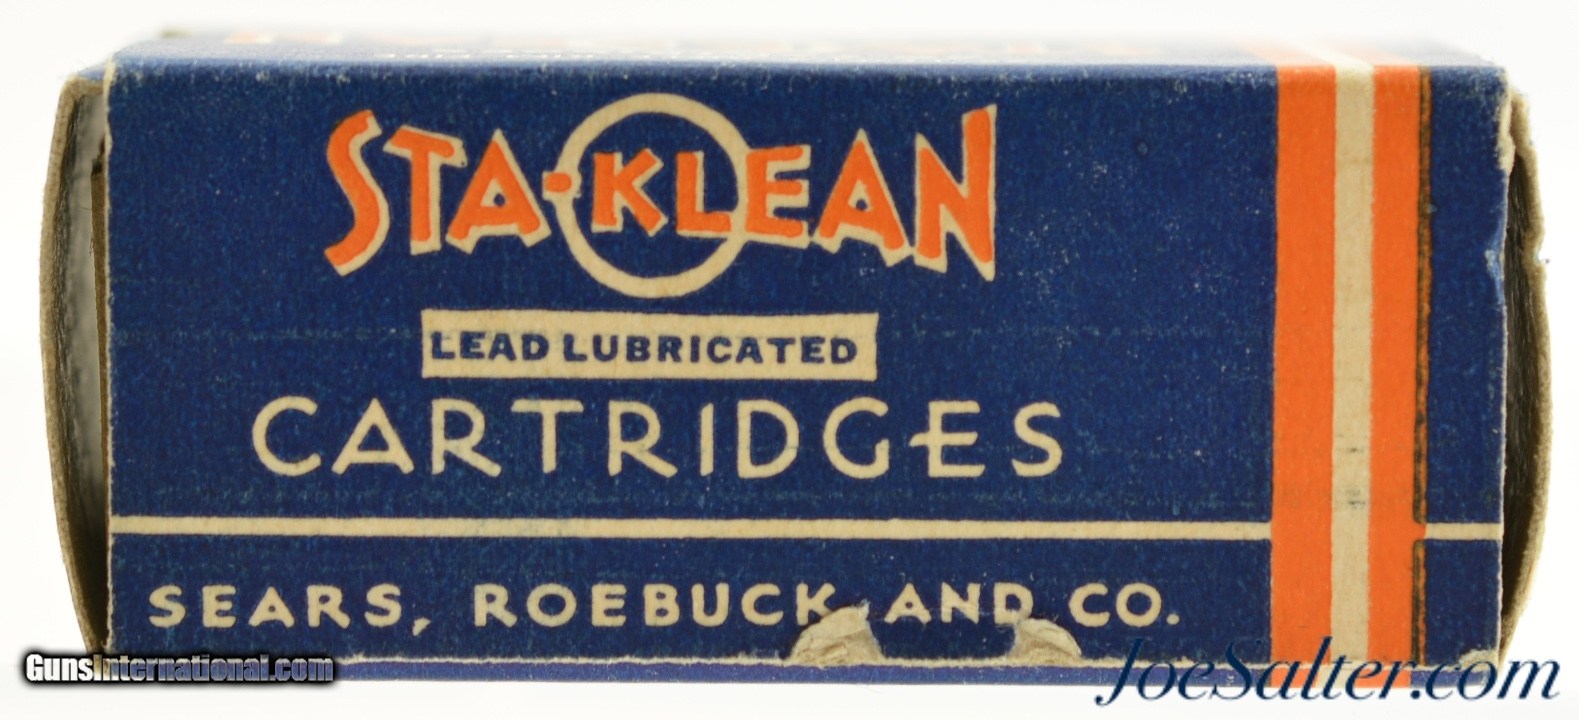 STA-KLEAN
LEAD LUBRICATED
CARTRIDGES
SEARS, ROEBUCK AND CO.
GunsInternational.com
JoeSalter.com